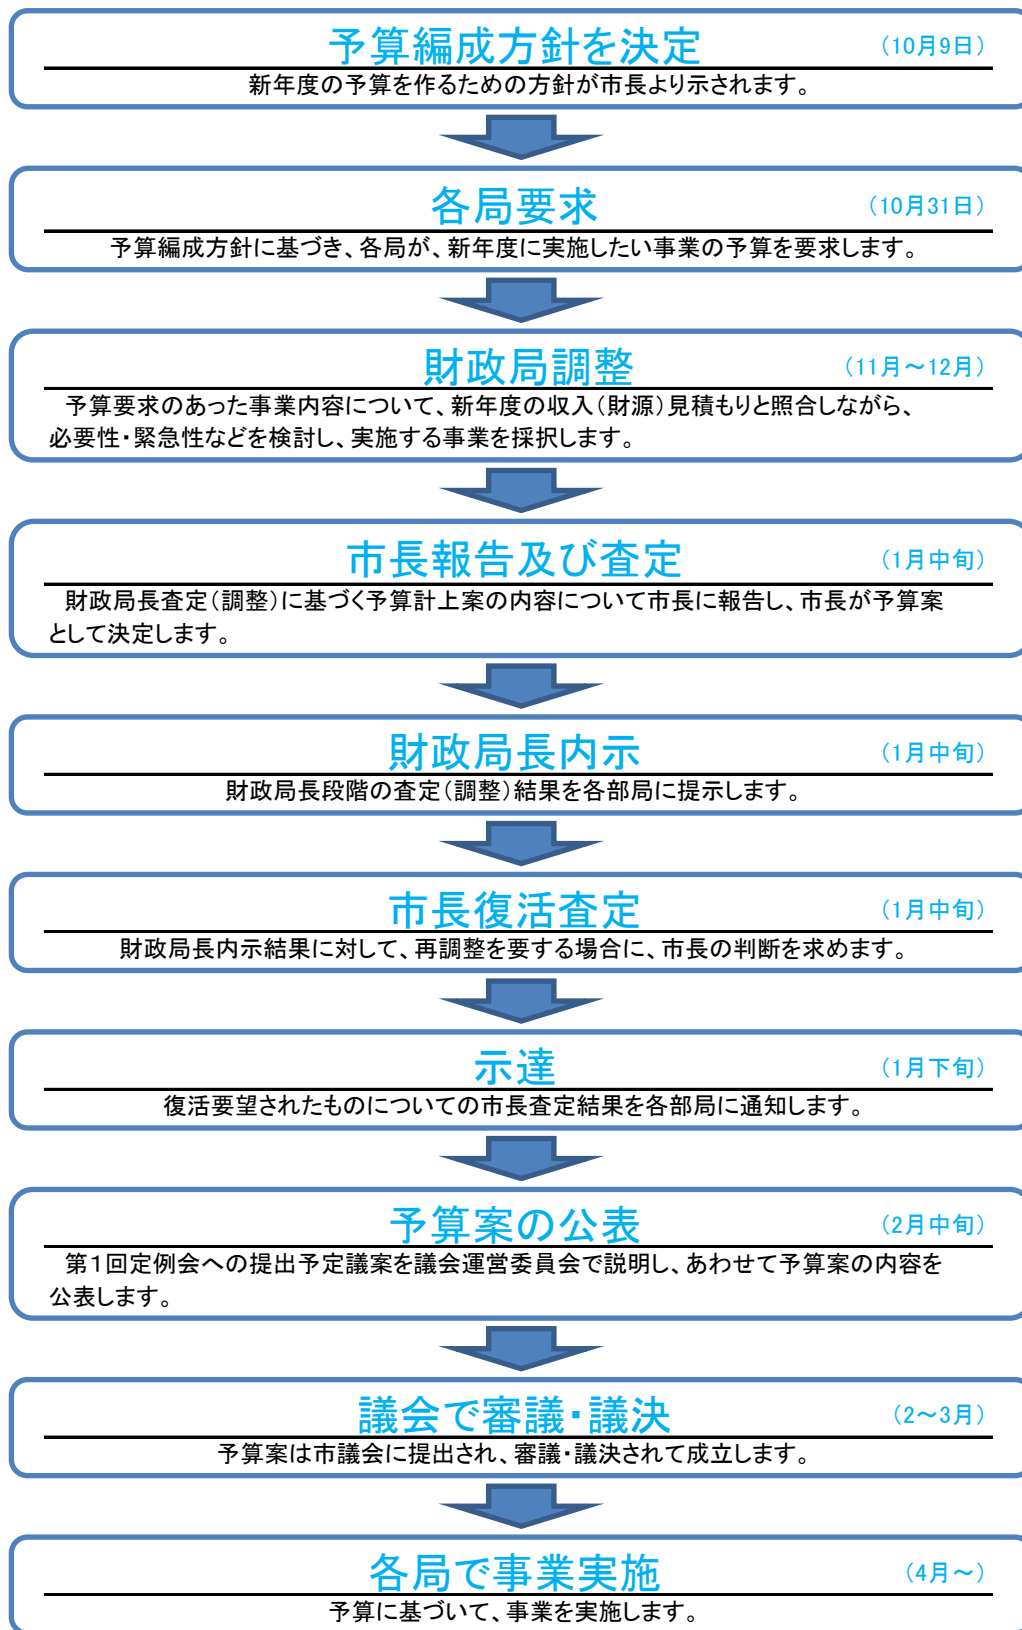 予算編成方針を決定 (10月9日)
新年度の予算を作るための方針が市長より示されます。
各局要求 (10月31日)
予算編成方針に基づき、各局が、新年度に実施したい事業の予算を要求します。
財政局調整 (11月～12月)
予算要求のあった事業内容について、新年度の収入(財源)見積もりと照合しながら、
必要性・緊急性などを検討し、実施する事業を採択します。
市長報告及び査定 (1月中旬)
財政局長査定(調整)に基づく予算計上案の内容について市長に報告し、市長が予算案
として決定します。
財政局長内示 (1月中旬)
財政局長段階の査定(調整)結果を各部局に提示します。
市長復活査定 (1月中旬)
財政局長内示結果に対して、再調整を要する場合に、市長の判断を求めます。
示達 (1月下旬)
復活要望されたものについての市長査定結果を各部局に通知します。
予算案の公表 (2月中旬)
第1回定例会への提出予定議案を議会運営委員会で説明し、あわせて予算案の内容を
公表します。
議会で審議・議決 (2～3月)
予算案は市議会に提出され、審議・議決されて成立します。
各局で事業実施 (4月～)
予算に基づいて、事業を実施します。